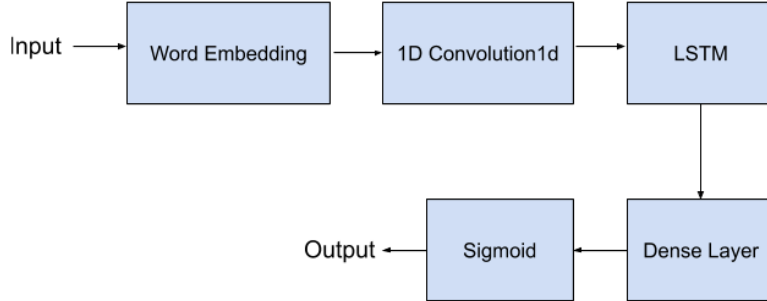 Input
Word Embedding
1D Convolution1d
LSTM
Dense Layer
Sigmoid
Output